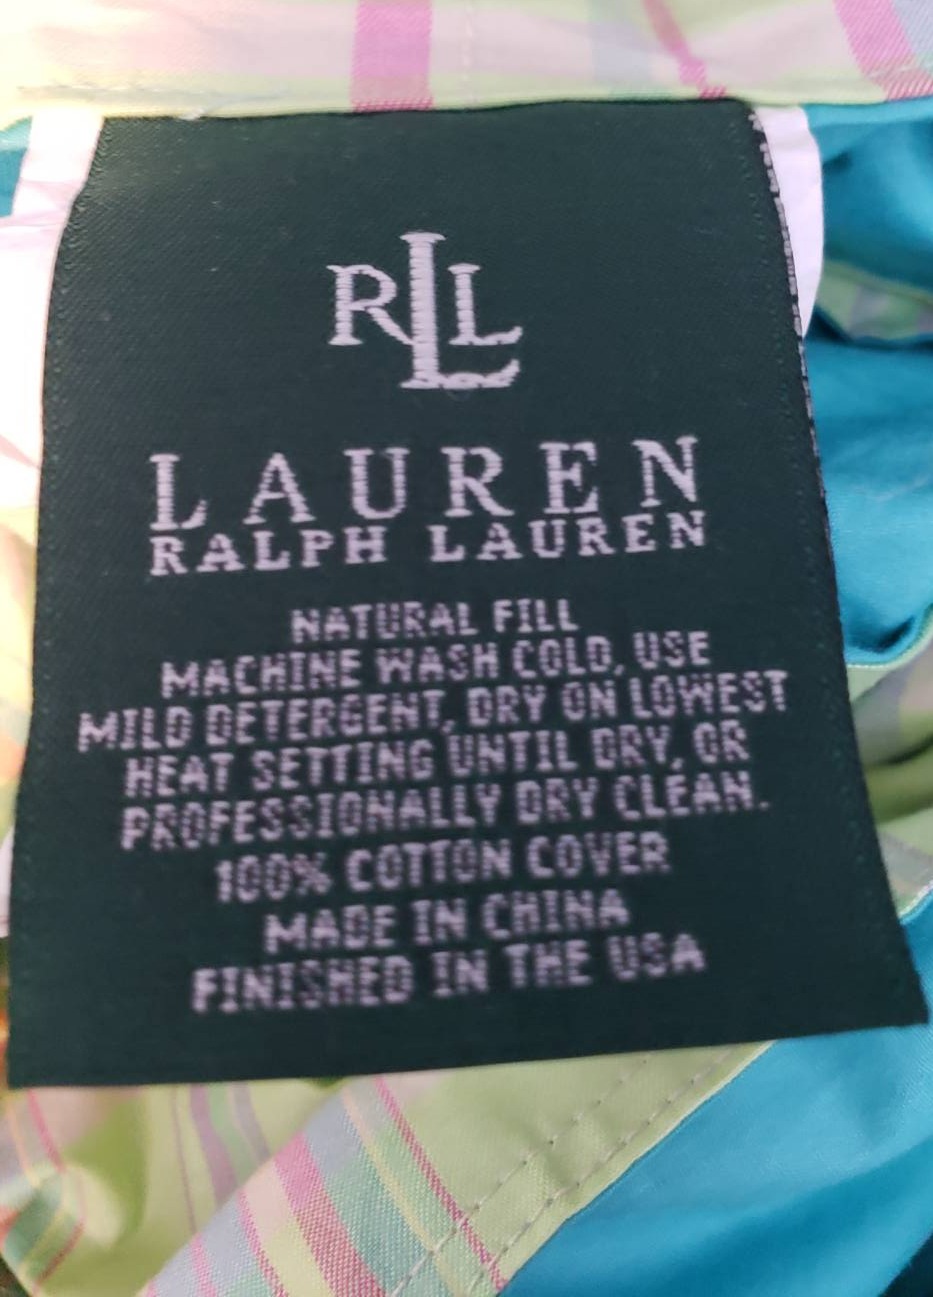 RLL
LAUREN
RALPH LAUREN
NATURAL FILL
MACHINE WASH COLD, USE
MILD DETERGENT, DRY ON LOWEST
HEAT SETTING UNTIL DRY, OR
PROFESSIONALLY DRY CLEAN.
100% COTTON COVER
MADE IN CHINA
FINISHED IN THE USA